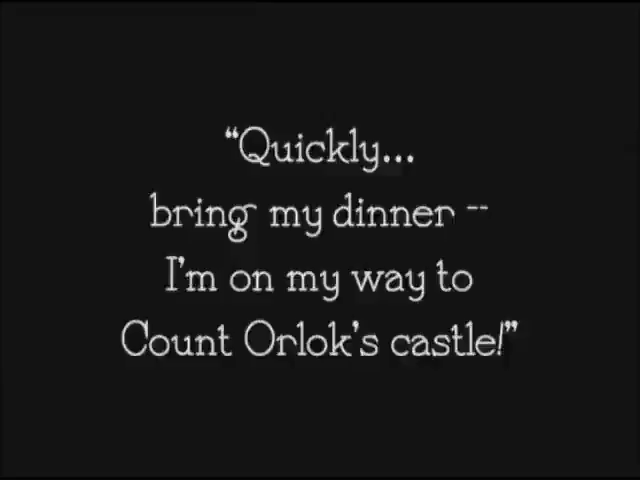 “Quickly...
bring my dinner --
I'm on my way to
Count Orlok's castle!”